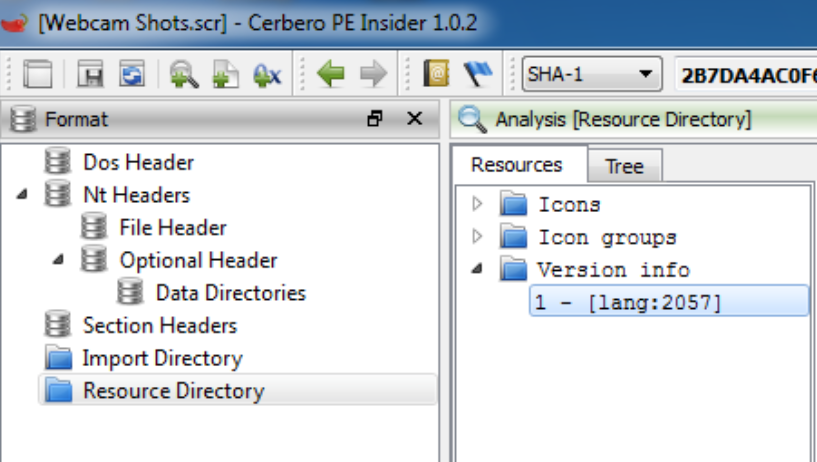 [Webcam Shots.scr] - Cerbero PE Insider 1.0.2
SHA-1 2B7DA4AC0F
Format
Analysis [Resource Directory]
Dos Header
Nt Headers
File Header
Optional Header
Data Directories
Section Headers
Import Directory
Resource Directory
Resources Tree
Icons
Icon groups
Version info
1 - [lang:2057]